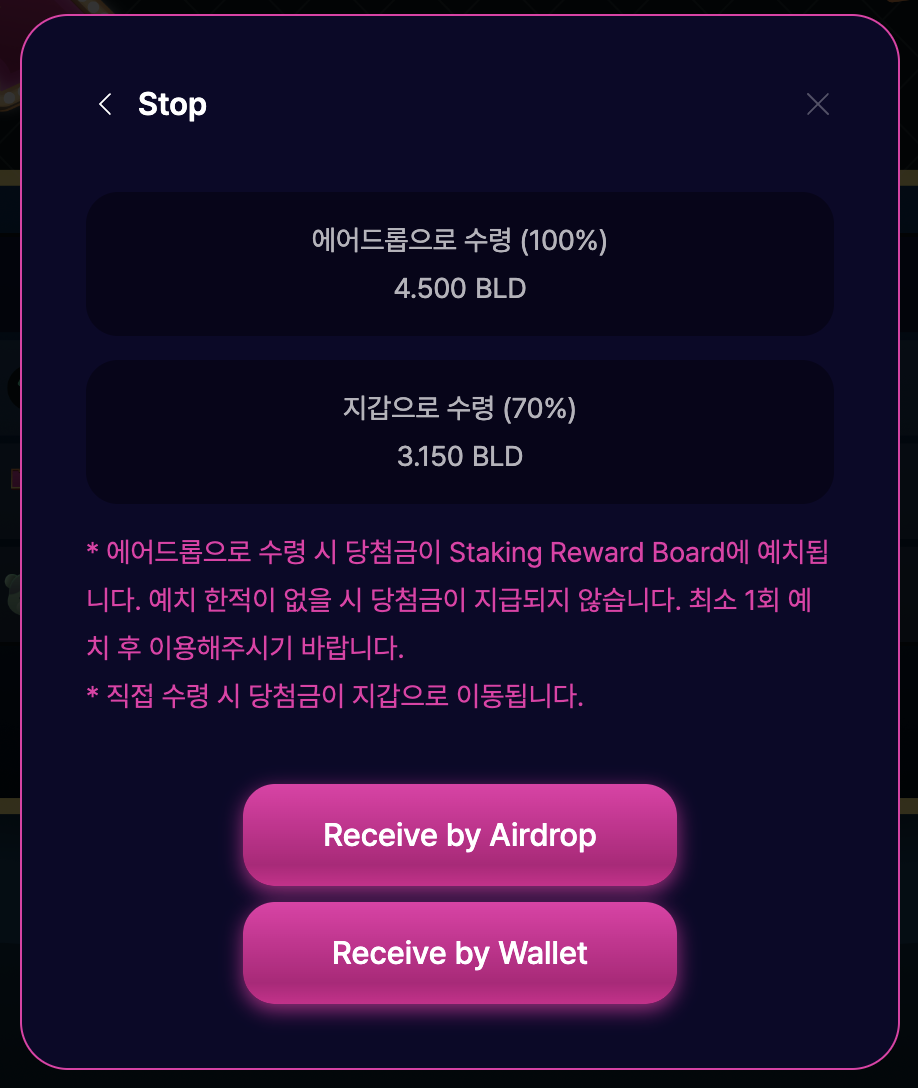 Stop
에어드롭으로 수령 (100%)
4.500 BLD
지갑으로 수령 (70%)
3.150 BLD
* 에어드롭으로 수령 시 당첨금이 Staking Reward Board에 예치됩
니다. 예치 한적이 없을 시 당첨금이 지급되지 않습니다. 최소 1회 예
치 후 이용해주시기 바랍니다.
* 직접 수령 시 당첨금이 지갑으로 이동됩니다.
Receive by Airdrop
Receive by Wallet